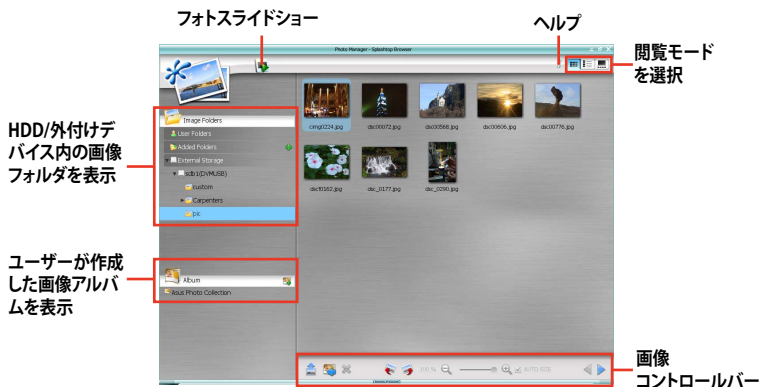 フォトスライドショー
ヘルプ
閲覧モード
を選択
HDD/外付けデ
バイス内の画像
フォルダを表示
ユーザーが作成
した画像アルバ
ムを表示
画像
コントロールバー
Photo Manager - Splashtop Browser
Image Folders
User Folders
Added Folders
External Storage
sdb1(DVMUSB)
custom
Carpenters
pic
Album
Asus Photo Collection
cimg0224.jpg
dsc00072.jpg
dsc00568.jpg
dsc00606.jpg
dsc00776.jpg
dscf0162.jpg
dsc_0177.jpg
dsc_0290.jpg
100 %
AUTO SIZE